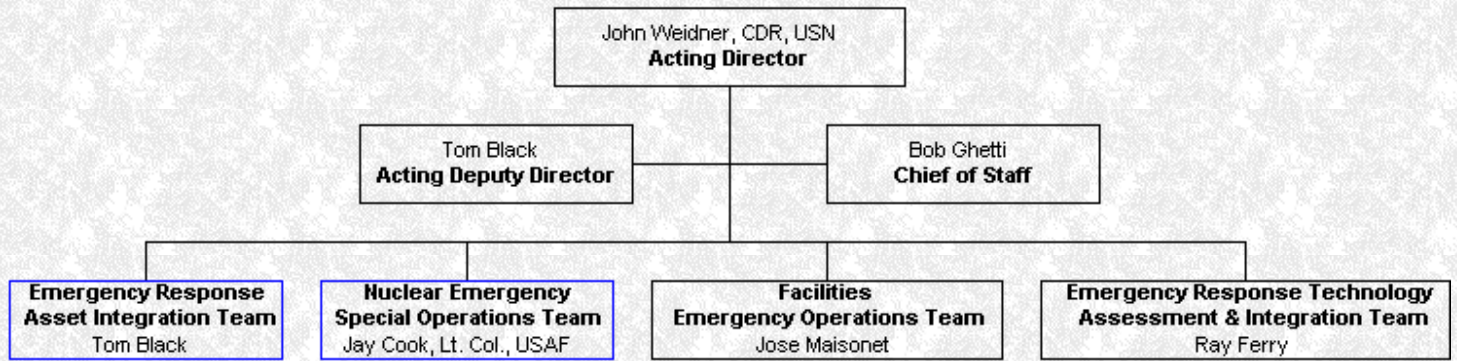 John Weidner, CDR, USN
Acting Director
Tom Black
Acting Deputy Director
Bob Ghetti
Chief of Staff
Emergency Response
Asset Integration Team
Tom Black
Nuclear Emergency
Special Operations Team
Jay Cook, Lt. Col., USAF
Facilities
Emergency Operations Team
Jose Maisonet
Emergency Response Technology
Assessment & Integration Team
Ray Ferry